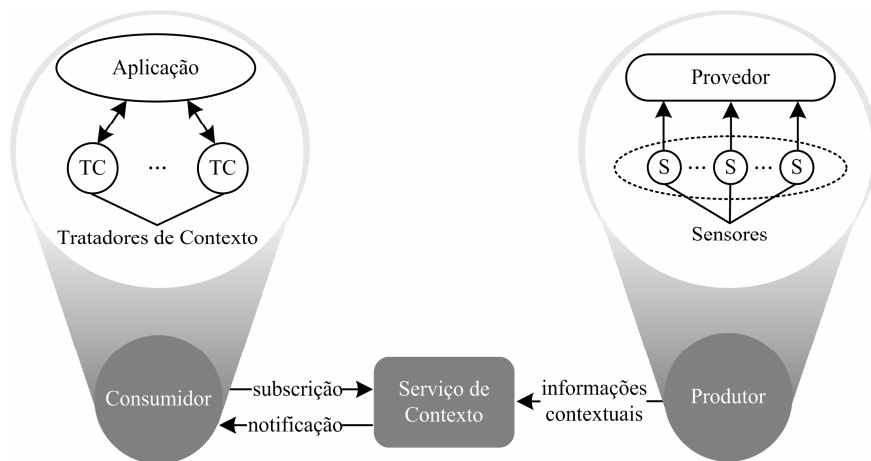 Aplicação
TC
...
TC
Tratadores de Contexto
Provedor
S
...
S
...
S
Sensores
Consumidor
subscrição
notificação
Serviço de
Contexto
informações
contextuais
Produtor